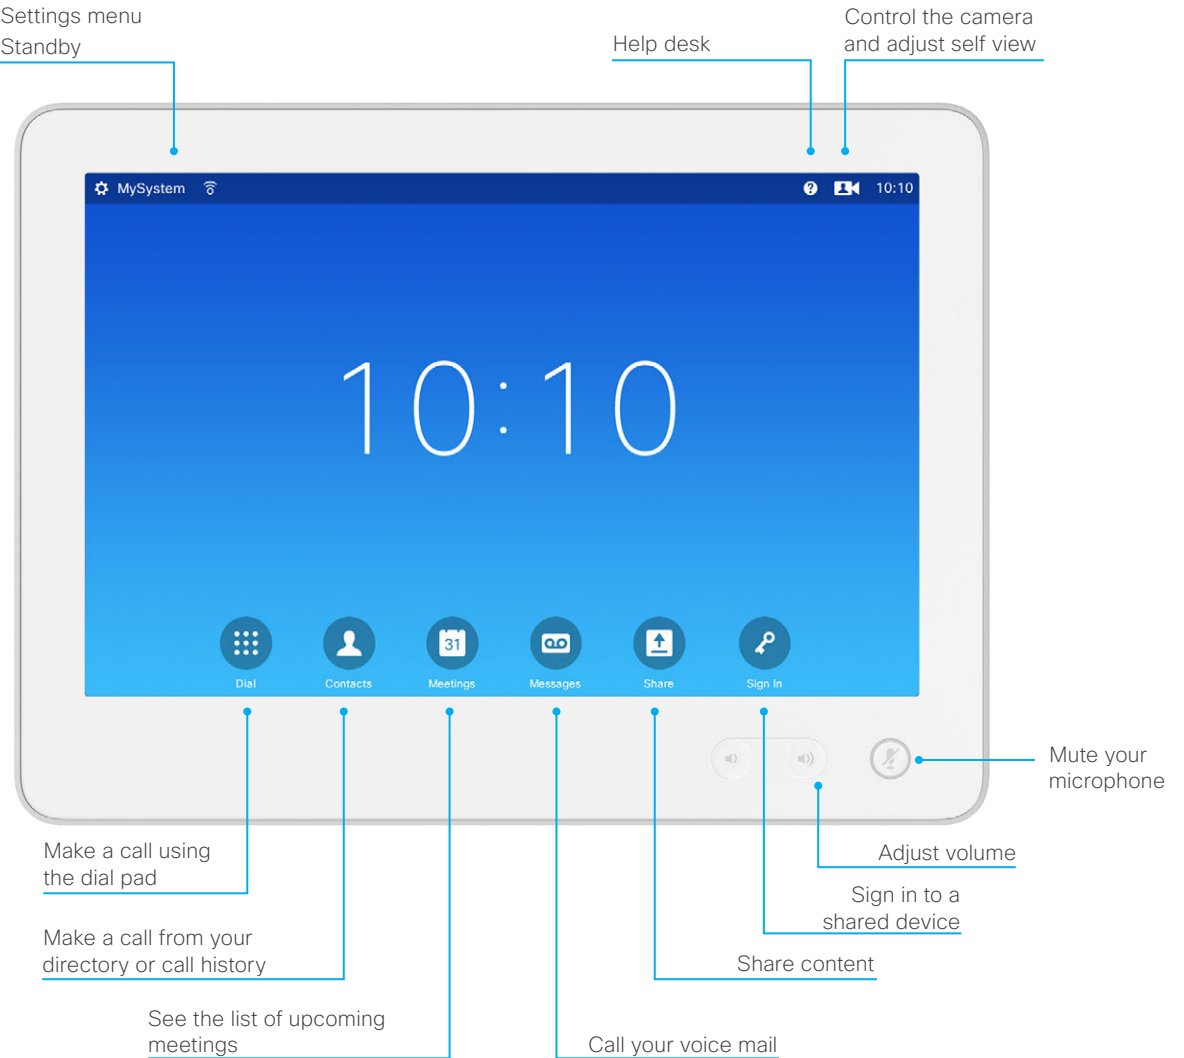 Settings menu
Standby
Help desk
Control the camera
and adjust self view
MySystem
10:10
10:10
31
Dial
Contacts
Meetings
Messages
Share
Sign In
Mute your
microphone
Make a call using
the dial pad
Adjust volume
Sign in to a
shared device
Make a call from your
directory or call history
Share content
See the list of upcoming
meetings
Call your voice mail